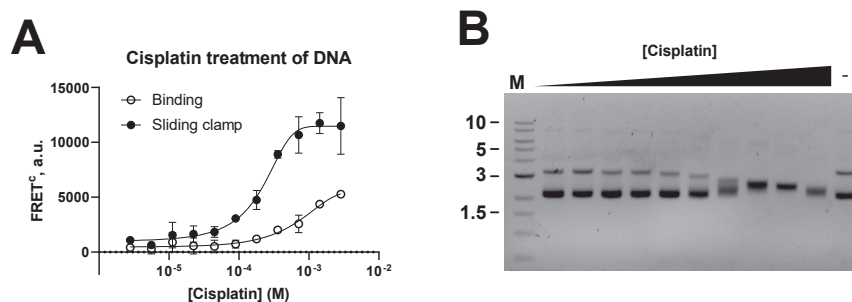 A
Cisplatin treatment of DNA
15000
10000
5000
0
FRETᶜ, a.u.
Binding
Sliding clamp
10⁻⁵
10⁻⁴
10⁻³
10⁻²
[Cisplatin] (M)
B
[Cisplatin]
M
-
10
5
3
1.5